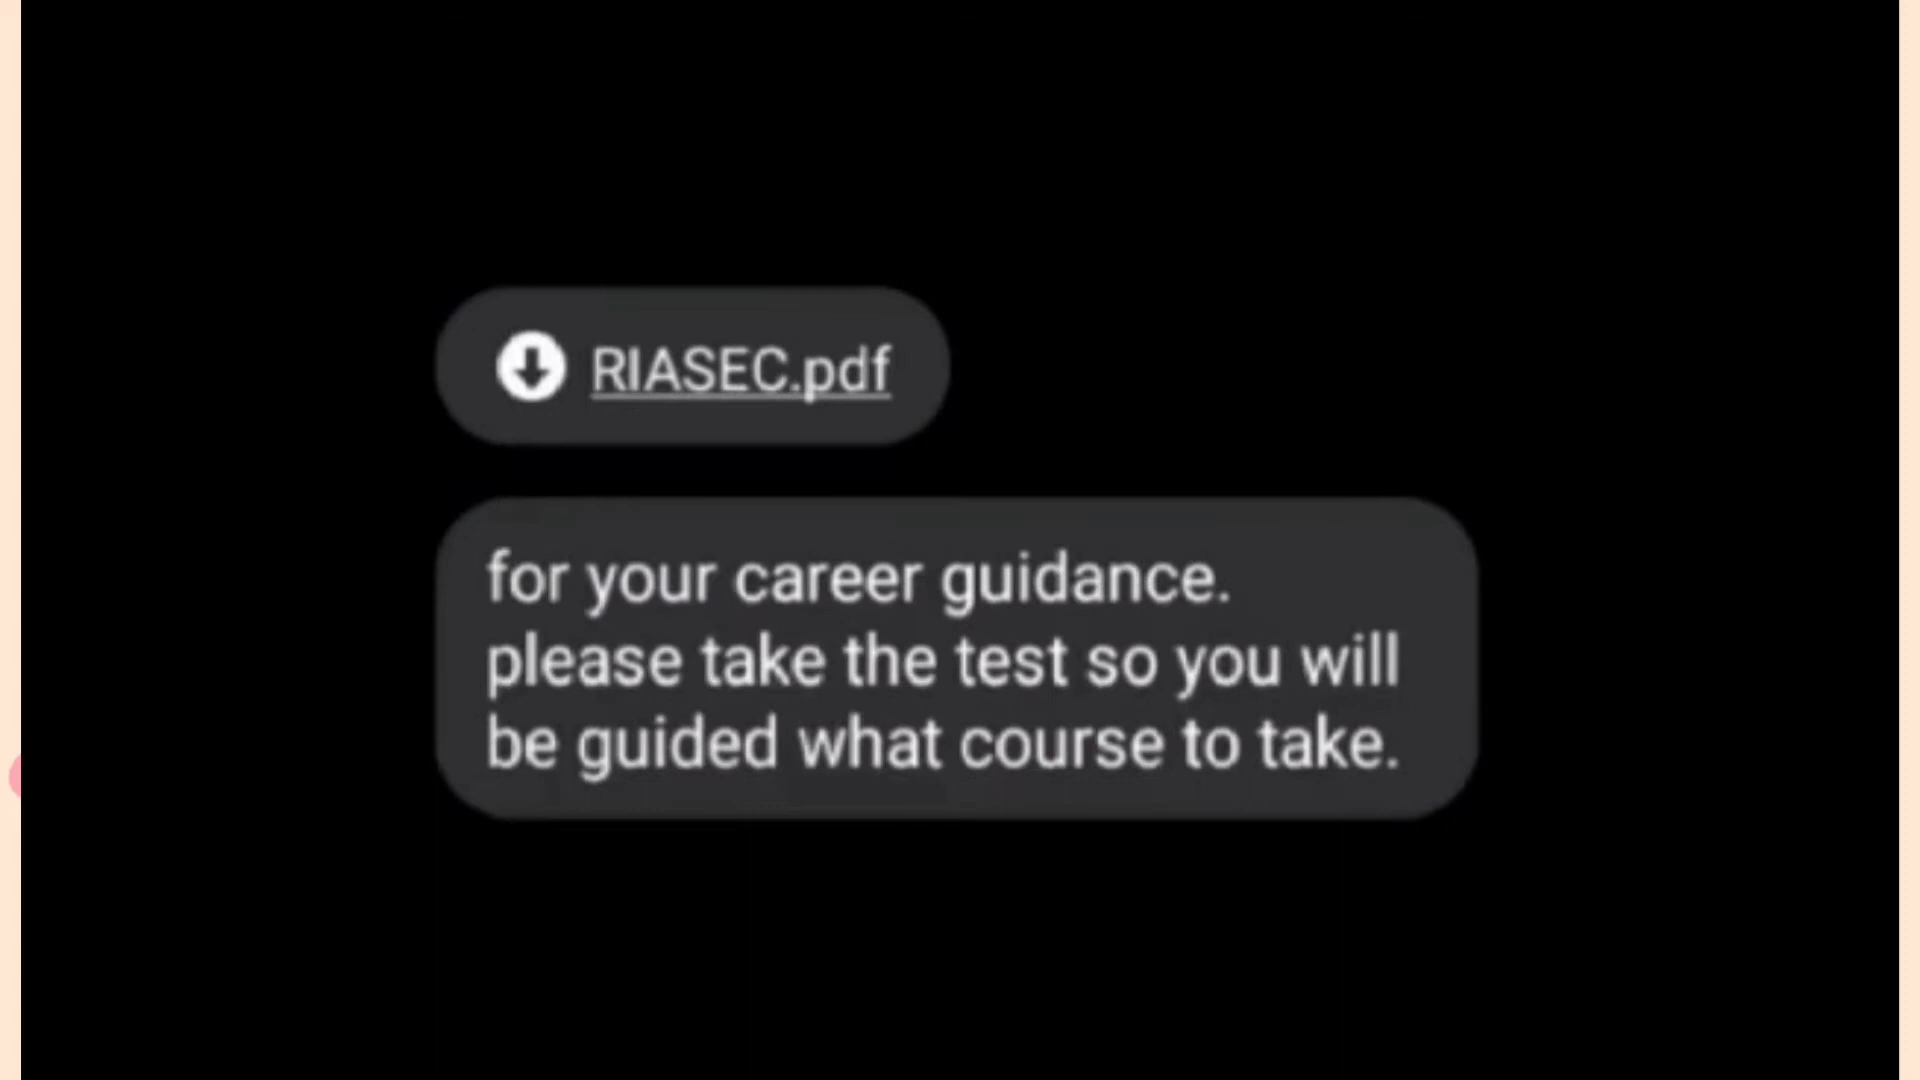 RIASEC.pdf
for your career guidance.
please take the test so you will
be guided what course to take.